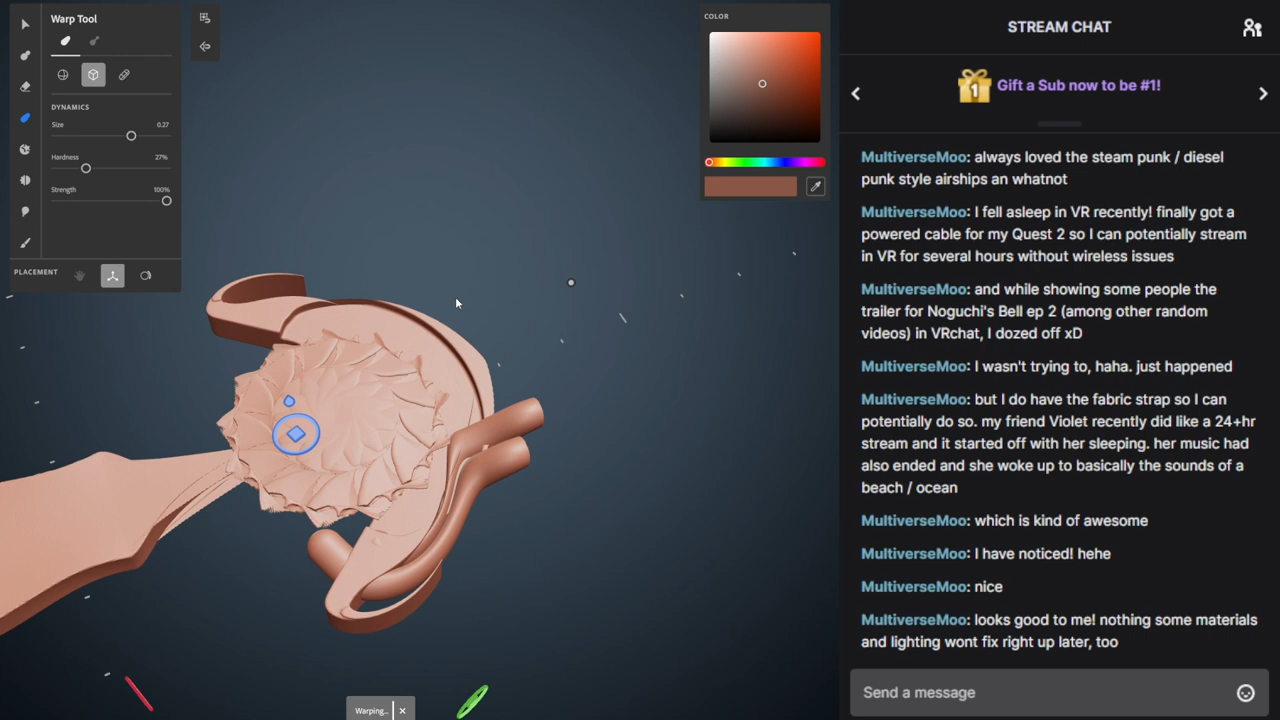 Warp Tool
DYNAMICS
Size 0.27
Hardness 27%
Strength 100%
PLACEMENT
COLOR
Warping..
STREAM CHAT
1
Gift a Sub now to be #1!
MultiverseMoo: always loved the steam punk / diesel
punk style airships an whatnot
MultiverseMoo: I fell asleep in VR recently! finally got a
powered cable for my Quest 2 so I can potentially stream
in VR for several hours without wireless issues
MultiverseMoo: and while showing some people the
trailer for Noguchi's Bell ep 2 (among other random
videos) in VRchat, I dozed off xD
MultiverseMoo: I wasn't trying to, haha. just happened
MultiverseMoo: but I do have the fabric strap so I can
potentially do so. my friend Violet recently did like a 24+hr
stream and it started off with her sleeping. her music had
also ended and she woke up to basically the sounds of a
beach / ocean
MultiverseMoo: which is kind of awesome
MultiverseMoo: I have noticed! hehe
MultiverseMoo: nice
MultiverseMoo: looks good to me! nothing some materials
and lighting wont fix right up later, too
Send a message